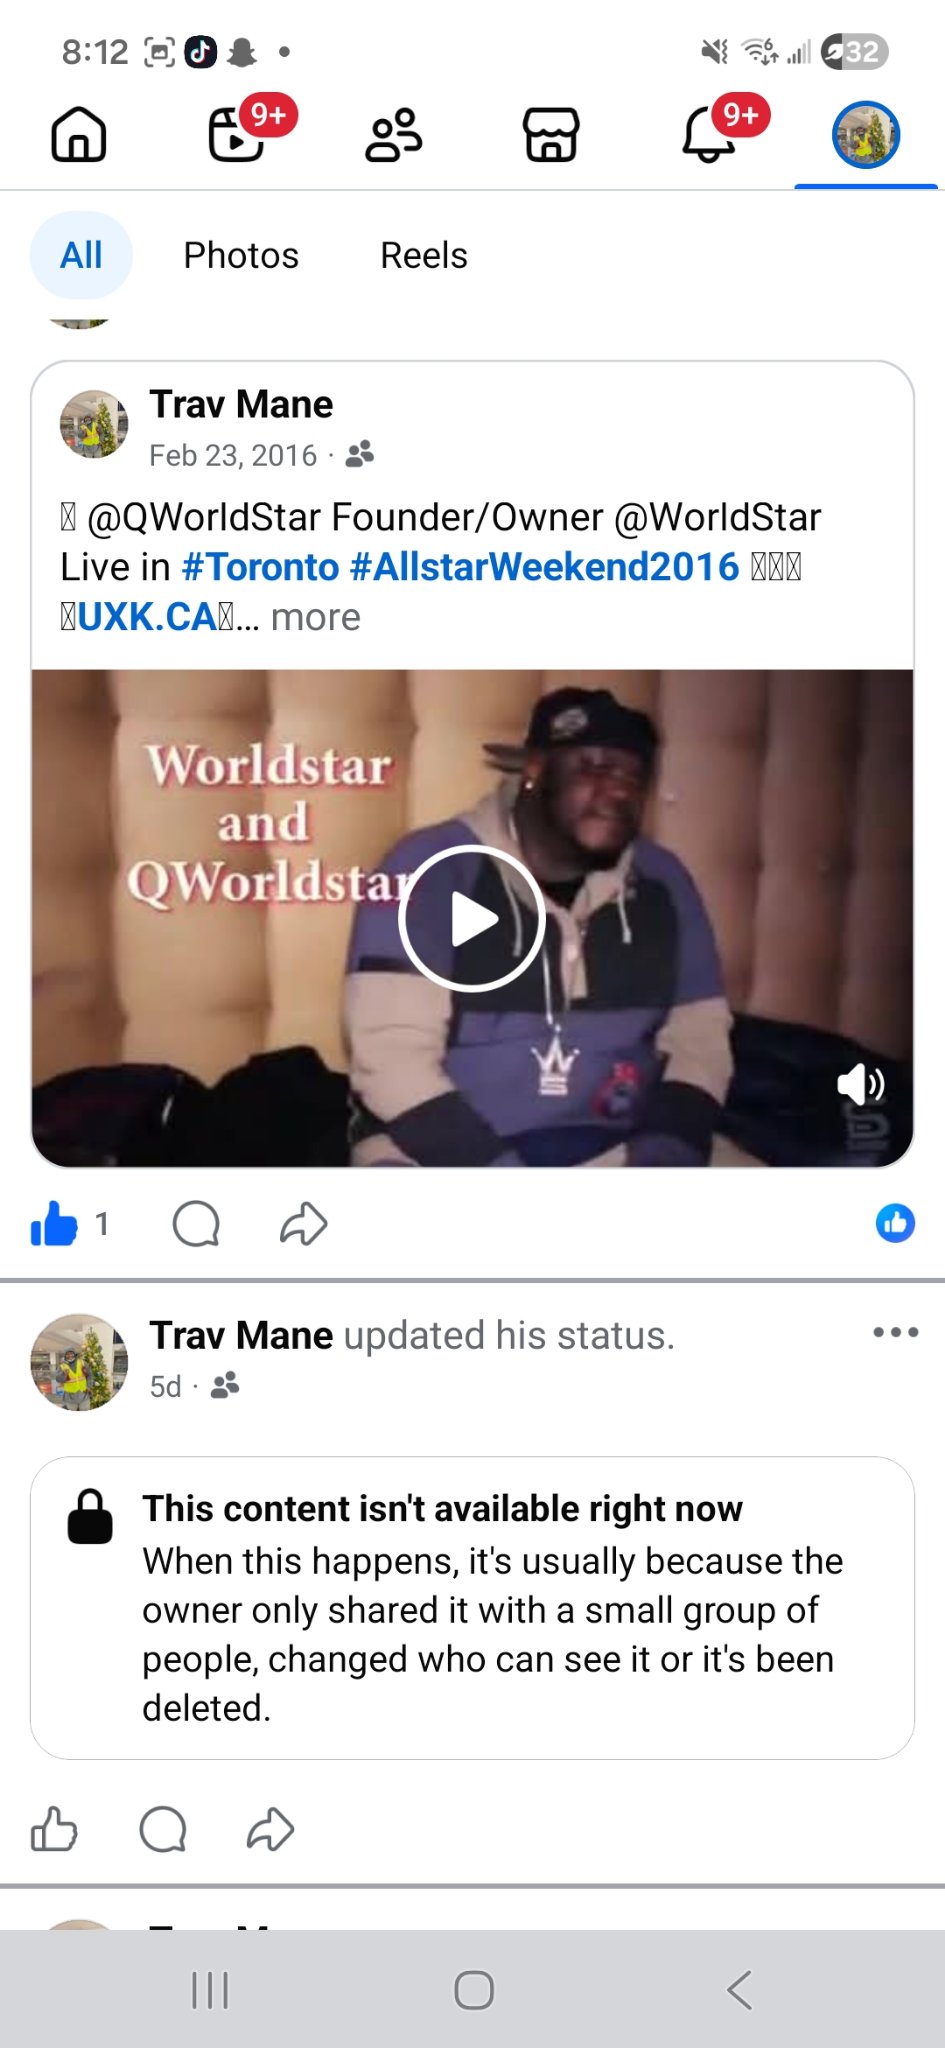 8:12
6
32
9+
9+
All
Photos
Reels
Trav Mane
Feb 23, 2016 ·
@QWorldStar Founder/Owner @WorldStar
Live in #Toronto #AllstarWeekend2016
UXK.CA… more
Worldstar
and
QWorldstar
1
Trav Mane updated his status.
5d ·
This content isn't available right now
When this happens, it's usually because the
owner only shared it with a small group of
people, changed who can see it or it's been
deleted.